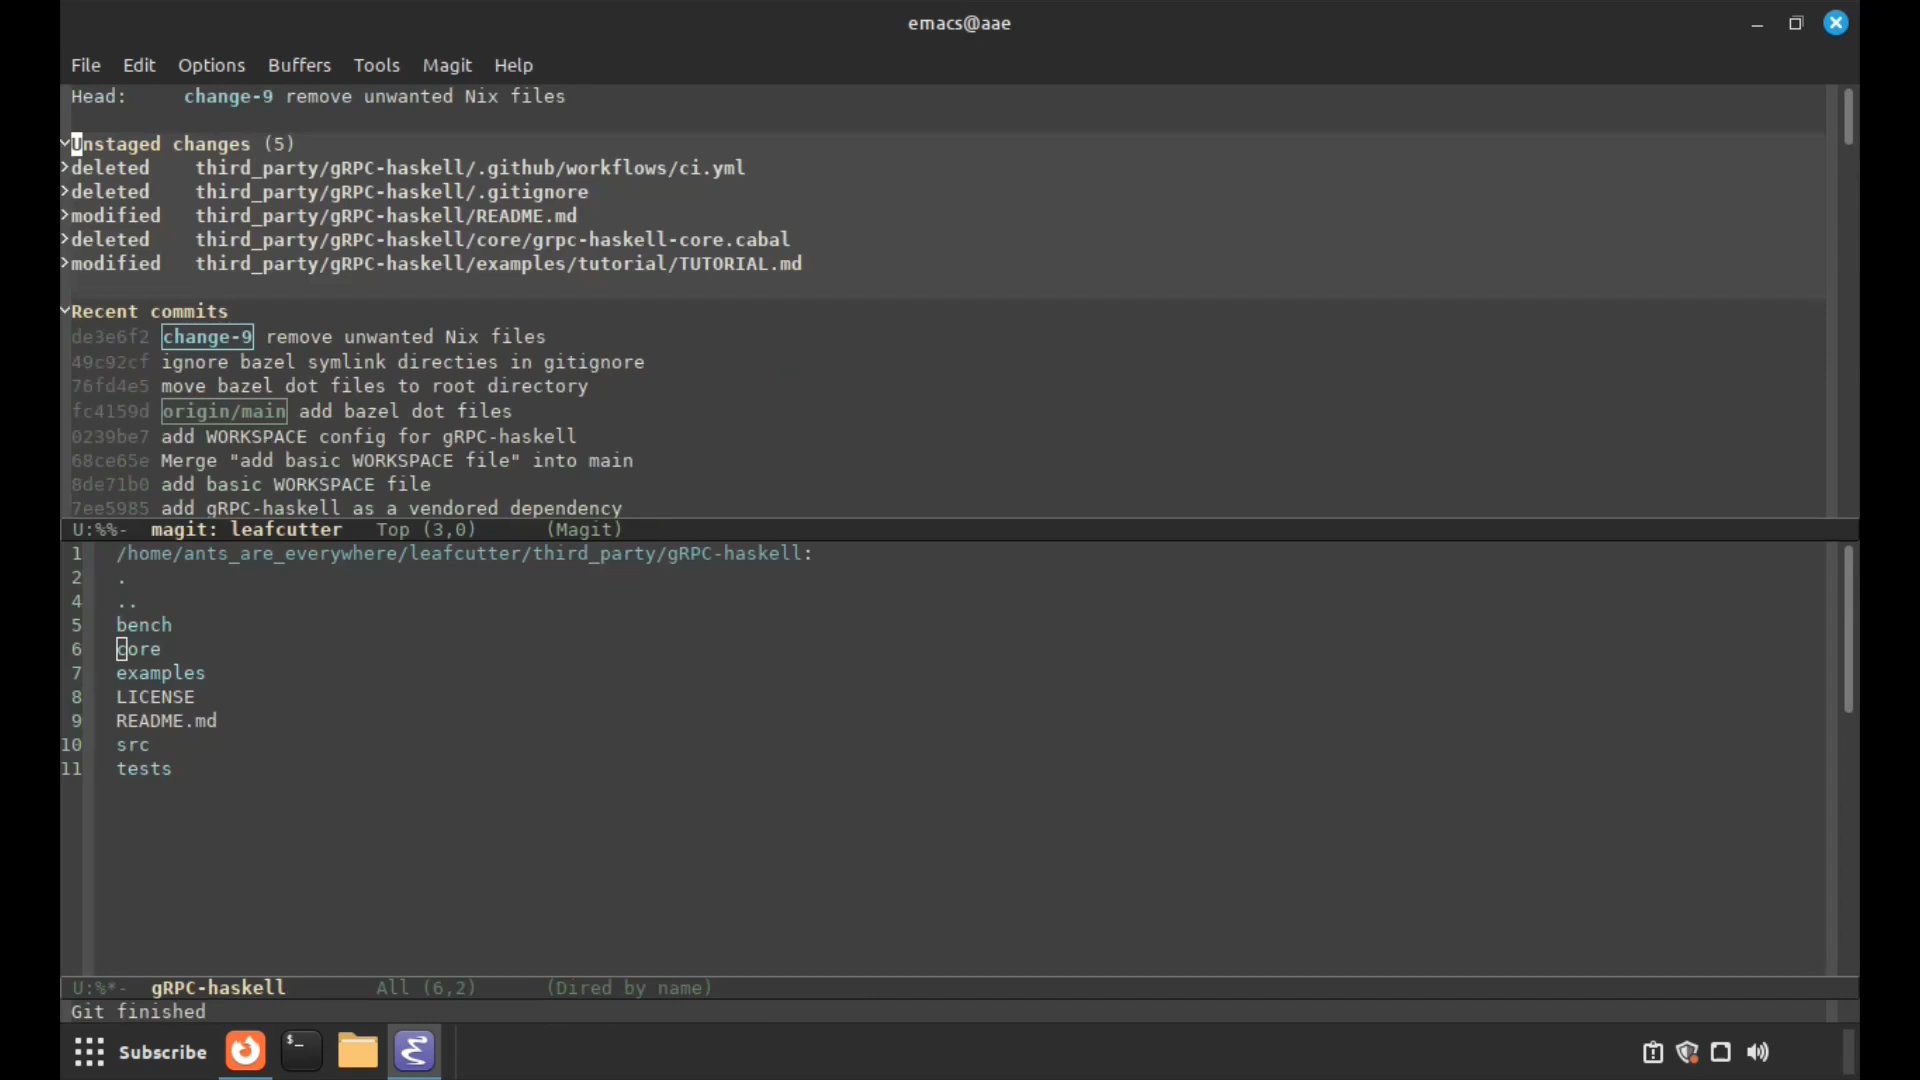 emacs@aae
File Edit Options Buffers Tools Magit Help
Head: change-9 remove unwanted Nix files
Unstaged changes (5)
deleted third_party/gRPC-haskell/.github/workflows/ci.yml
deleted third_party/gRPC-haskell/.gitignore
modified third_party/gRPC-haskell/README.md
deleted third_party/gRPC-haskell/core/grpc-haskell-core.cabal
modified third_party/gRPC-haskell/examples/tutorial/TUTORIAL.md
Recent commits
de3e6f2 change-9 remove unwanted Nix files
49c92cf ignore bazel symlink directies in gitignore
76fd4e5 move bazel dot files to root directory
fc4159d origin/main add bazel dot files
0239be7 add WORKSPACE config for gRPC-haskell
68ce65e Merge "add basic WORKSPACE file" into main
8de71b0 add basic WORKSPACE file
7ee5985 add gRPC-haskell as a vendored dependency
U:%%- magit: leafcutter Top (3,0) (Magit)
1 /home/ants_are_everywhere/leafcutter/third_party/gRPC-haskell:
2 .
4 ..
5 bench
6 core
7 examples
8 LICENSE
9 README.md
10 src
11 tests
U:%*- gRPC-haskell All (6,2) (Dired by name)
Git finished
Subscribe $_